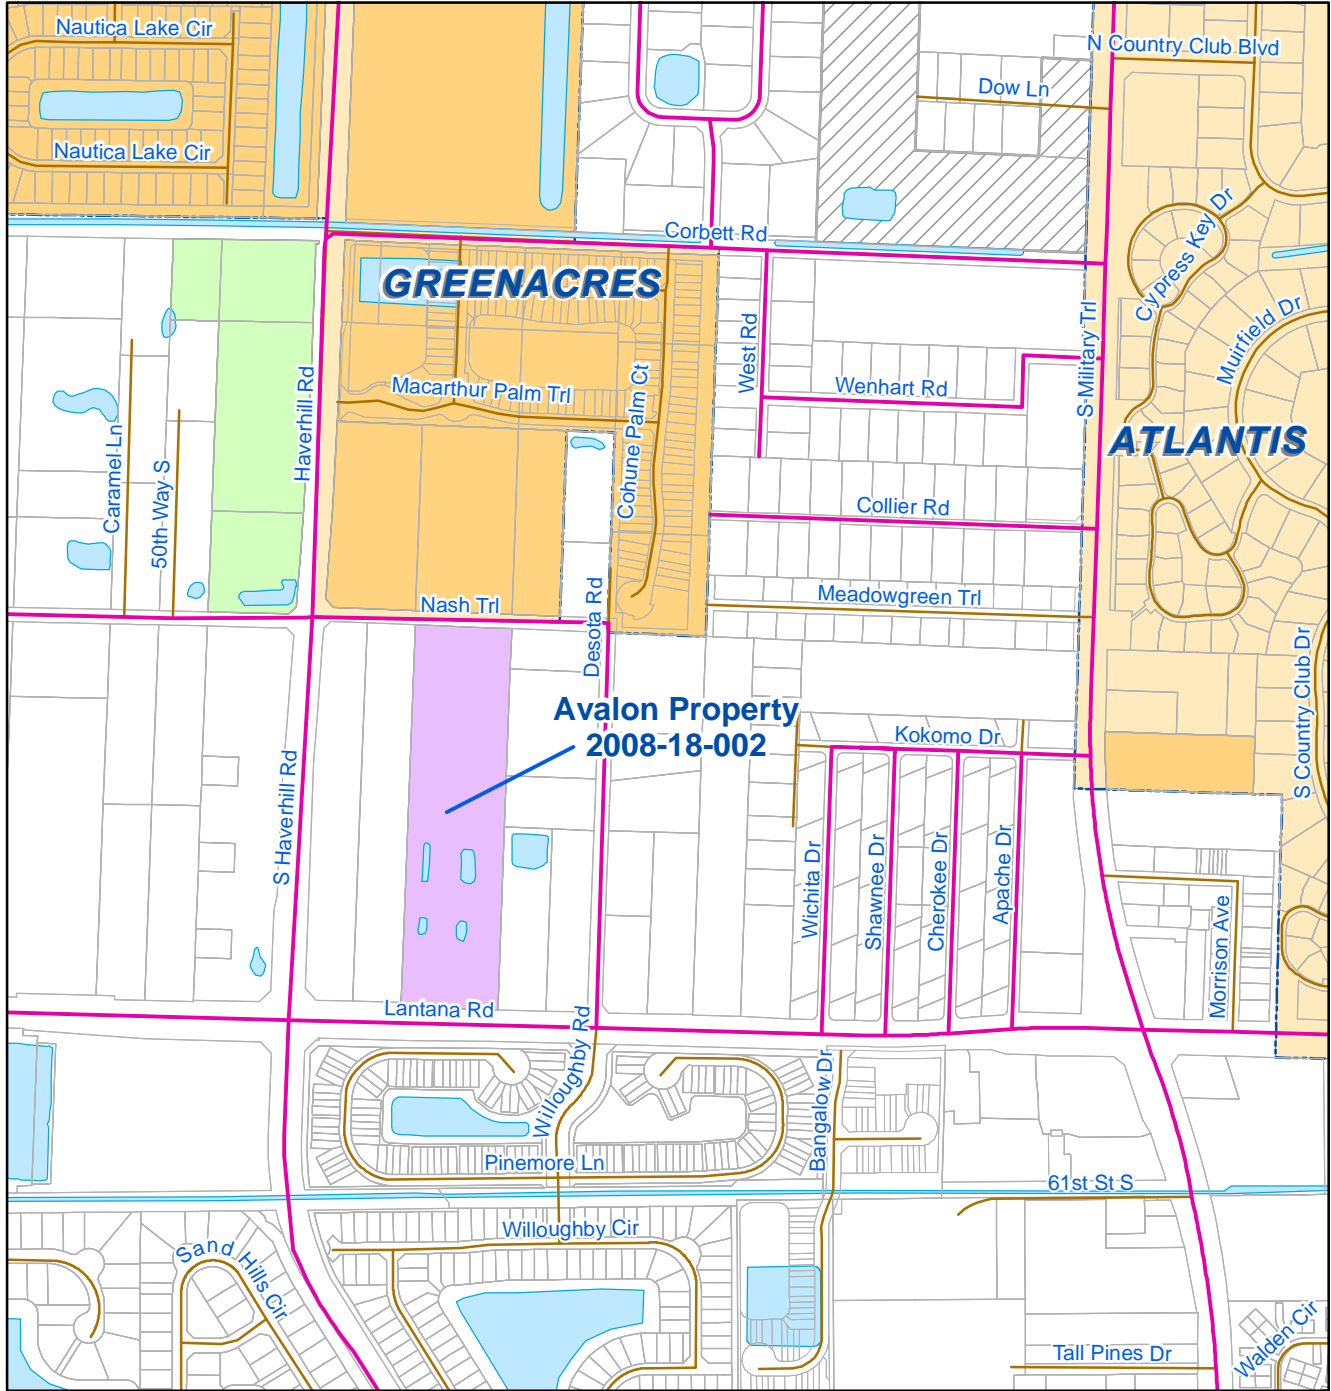 Nautica Lake Cir
N Country Club Blvd
Dow Ln
Nautica Lake Cir
Cypress Key Dr
Corbett Rd
GREENACRES
Muirfield Dr
S Military Trl
West Rd
Haverhill Rd
Macarthur Palm Trl
Wenhart Rd
Cohune Palm Ct
ATLANTIS
Caramel Ln
50th Way S
Collier Rd
Nash Trl
Desota Rd
Meadowgreen Trl
S Country Club Dr
Avalon Property
2008-18-002
Kokomo Dr
S Haverhill Rd
Wichita Dr
Shawnee Dr
Cherokee Dr
Apache Dr
Morrison Ave
Lantana Rd
Willoughby Rd
Bangalow Dr
Pinemore Ln
61st St S
Willoughby Cir
Sand Hills Cir
Tall Pines Dr
Walden Cir